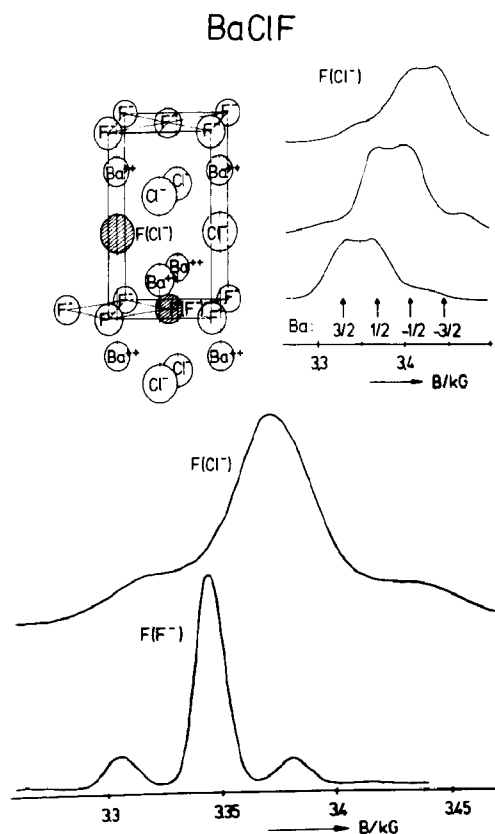 BaClF
F⁻ F⁻
F⁻ F⁻ F⁻
Ba⁺⁺ Ba⁺⁺
Cl⁻ Cl⁻
F(Cl⁻) Cl⁻
Ba⁺⁺ Ba⁺⁺
F⁻ F⁻ F⁻
F⁻ F(F⁻) F⁻
Ba⁺⁺ Ba⁺⁺
Cl⁻ Cl⁻
F(Cl⁻)
Ba: 3/2 1/2 -1/2 -3/2
3.3 3.4
B/kG
F(Cl⁻)
F(F⁻)
3.3 3.35 3.4 3.45
B/kG